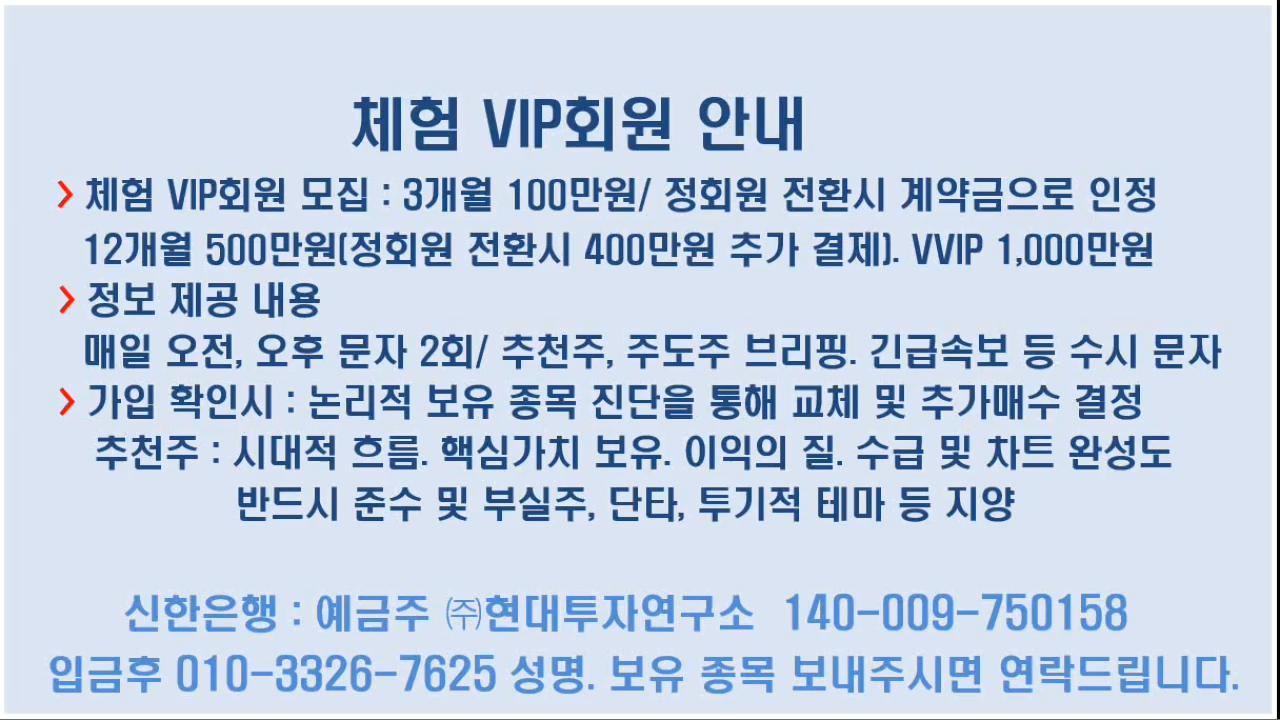 체험 VIP회원 안내
> 체험 VIP회원 모집 : 3개월 100만원/ 정회원 전환시 계약금으로 인정
12개월 500만원(정회원 전환시 400만원 추가 결제). VVIP 1,000만원
> 정보 제공 내용
매일 오전, 오후 문자 2회/ 추천주, 주도주 브리핑. 긴급속보 등 수시 문자
> 가입 확인시 : 논리적 보유 종목 진단을 통해 교체 및 추가매수 결정
추천주 : 시대적 흐름. 핵심가치 보유. 이익의 질. 수급 및 차트 완성도
반드시 준수 및 부실주, 단타, 투기적 테마 등 지양
신한은행 : 예금주 ㈜현대투자연구소 140-009-750158
입금후 010-3326-7625 성명. 보유 종목 보내주시면 연락드립니다.